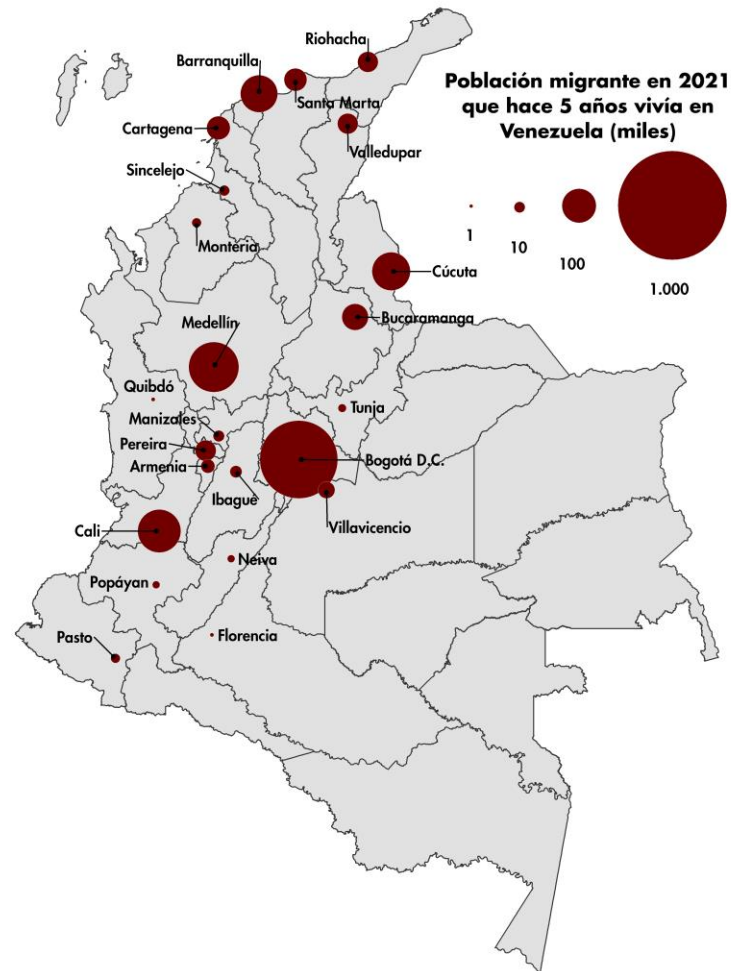 Riohacha
Barranquilla
Población migrante en 2021
que hace 5 años vivía en
Venezuela (miles)
Santa Marta
Cartagena
Valledupar
Sincelejo
1
10
100
1.000
Montería
Cúcuta
Bucaramanga
Medellín
Quibdó
Tunja
Manizales
Pereira
Bogotá D.C.
Armenia
Ibague
Villavicencio
Cali
Neiva
Popáyan
Pasto
Florencia